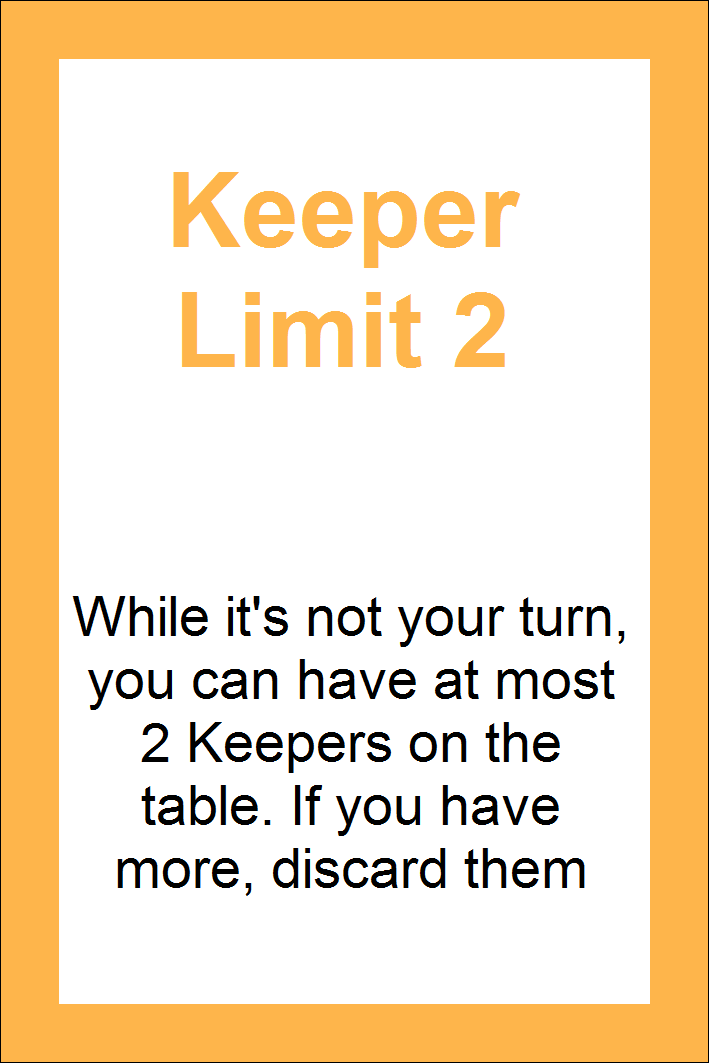 Keeper
Limit 2
While it's not your turn,
you can have at most
2 Keepers on the
table. If you have
more, discard them